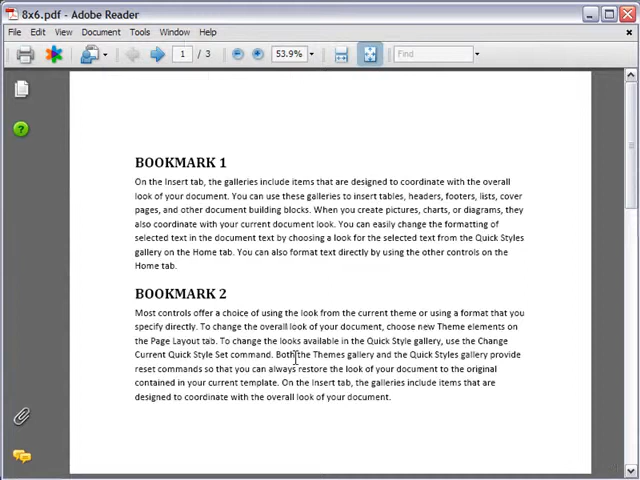 8x6.pdf - Adobe Reader
File Edit View Document Tools Window Help
1 / 3 53.9% Find
BOOKMARK 1
On the Insert tab, the galleries include items that are designed to coordinate with the overall
look of your document. You can use these galleries to insert tables, headers, footers, lists, cover
pages, and other document building blocks. When you create pictures, charts, or diagrams, they
also coordinate with your current document look. You can easily change the formatting of
selected text in the document text by choosing a look for the selected text from the Quick Styles
gallery on the Home tab. You can also format text directly by using the other controls on the
Home tab.
BOOKMARK 2
Most controls offer a choice of using the look from the current theme or using a format that you
specify directly. To change the overall look of your document, choose new Theme elements on
the Page Layout tab. To change the looks available in the Quick Style gallery, use the Change
Current Quick Style Set command. Both the Themes gallery and the Quick Styles gallery provide
reset commands so that you can always restore the look of your document to the original
contained in your current template. On the Insert tab, the galleries include items that are
designed to coordinate with the overall look of your document.